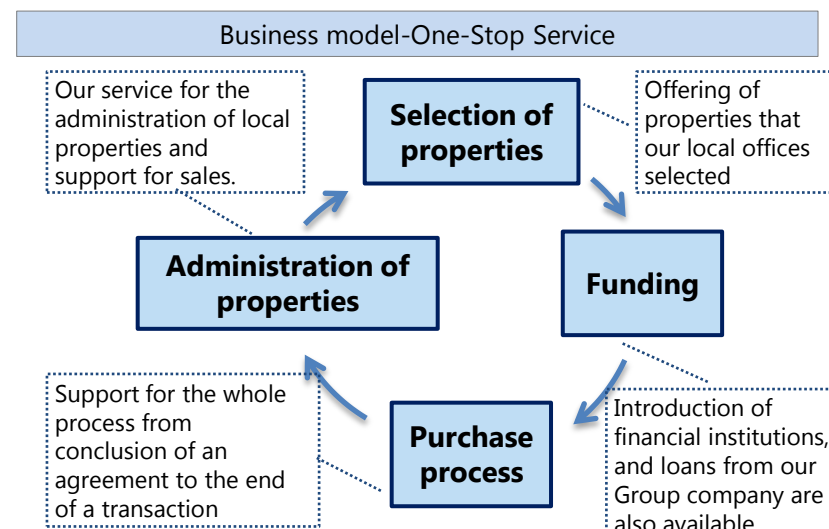 Business model-One-Stop Service
Our service for the
administration of local
properties and
support for sales.
Selection of
properties
Offering of
properties that
our local offices
selected
Administration of
properties
Funding
Support for the whole
process from
conclusion of an
agreement to the end
of a transaction
Purchase
process
Introduction of
financial institutions,
and loans from our
Group company are
also available